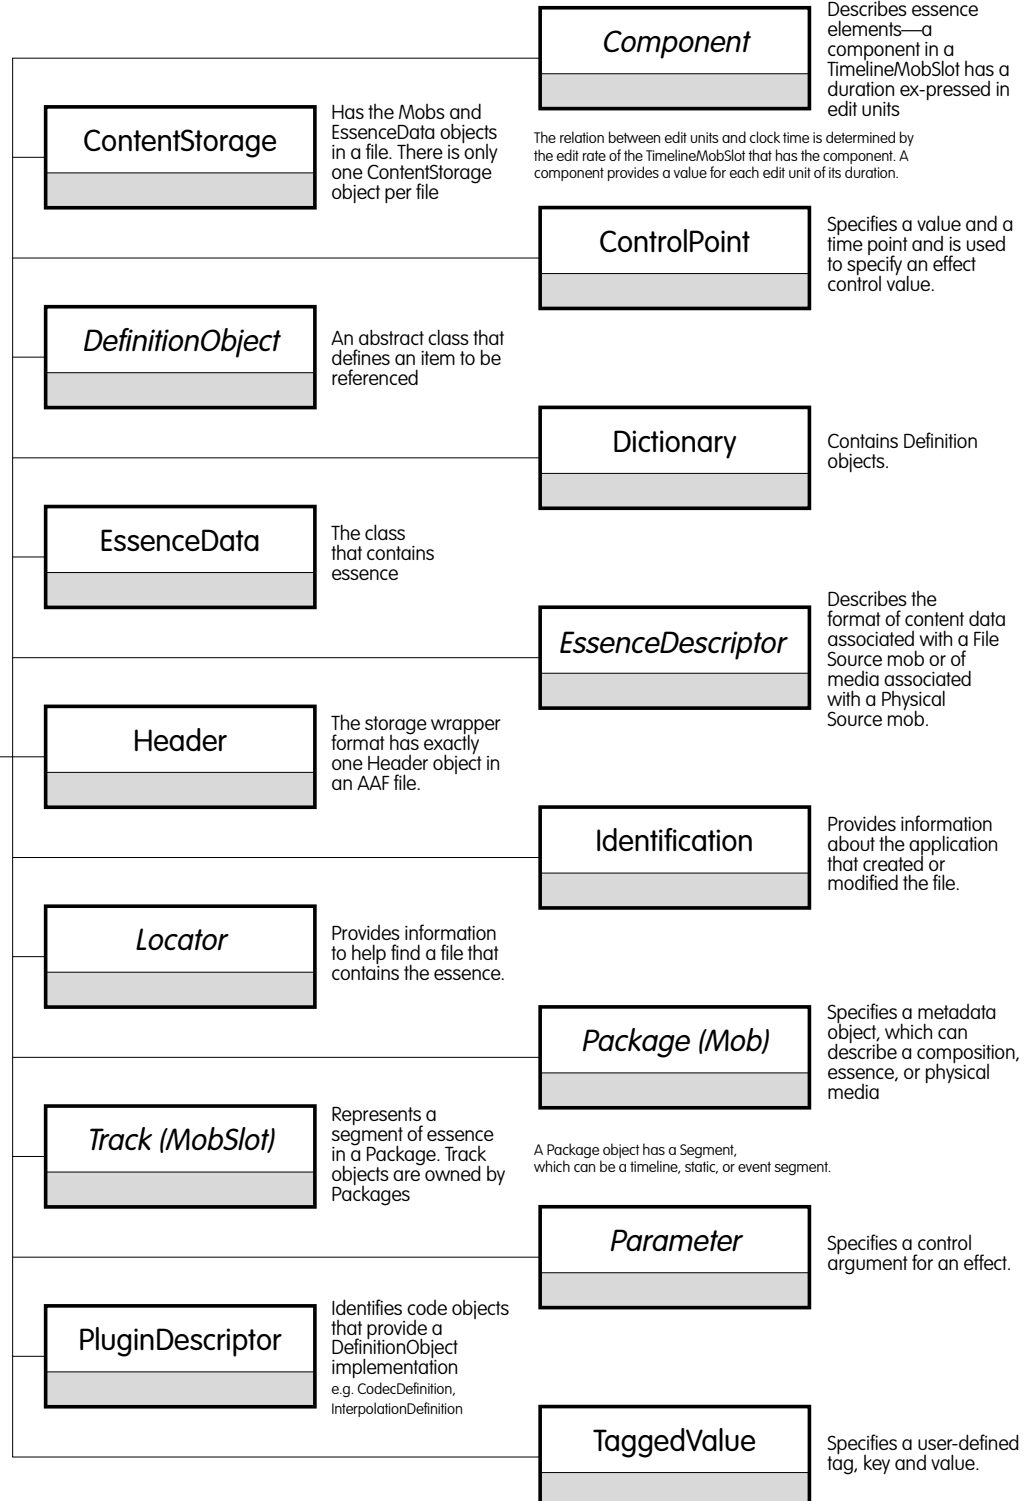 Component
Describes essence
elements—a
component in a
TimelineMobSlot has a
duration ex-pressed in
edit units
The relation between edit units and clock time is determined by
the edit rate of the TimelineMobSlot that has the component. A
component provides a value for each edit unit of its duration.
ContentStorage
Has the Mobs and
EssenceData objects
in a file. There is only
one ContentStorage
object per file
ControlPoint
Specifies a value and a
time point and is used
to specify an effect
control value.
DefinitionObject
An abstract class that
defines an item to be
referenced
Dictionary
Contains Definition
objects.
EssenceData
The class
that contains
essence
EssenceDescriptor
Describes the
format of content data
associated with a File
Source mob or of
media associated
with a Physical
Source mob.
Header
The storage wrapper
format has exactly
one Header object in
an AAF file.
Identification
Provides information
about the application
that created or
modified the file.
Locator
Provides information
to help find a file that
contains the essence.
Package (Mob)
Specifies a metadata
object, which can
describe a composition,
essence, or physical
media
A Package object has a Segment,
which can be a timeline, static, or event segment.
Track (MobSlot)
Represents a
segment of essence
in a Package. Track
objects are owned by
Packages
Parameter
Specifies a control
argument for an effect.
PluginDescriptor
Identifies code objects
that provide a
DefinitionObject
implementation
e.g. CodecDefinition,
InterpolationDefinition
TaggedValue
Specifies a user-defined
tag, key and value.